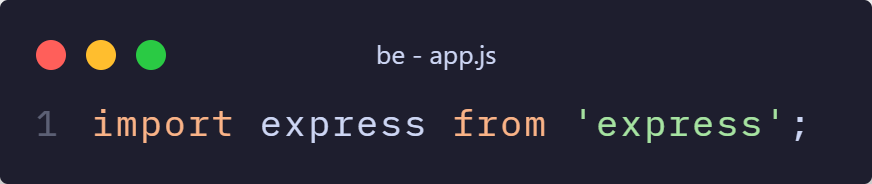 be - app.js
1 import express from 'express';